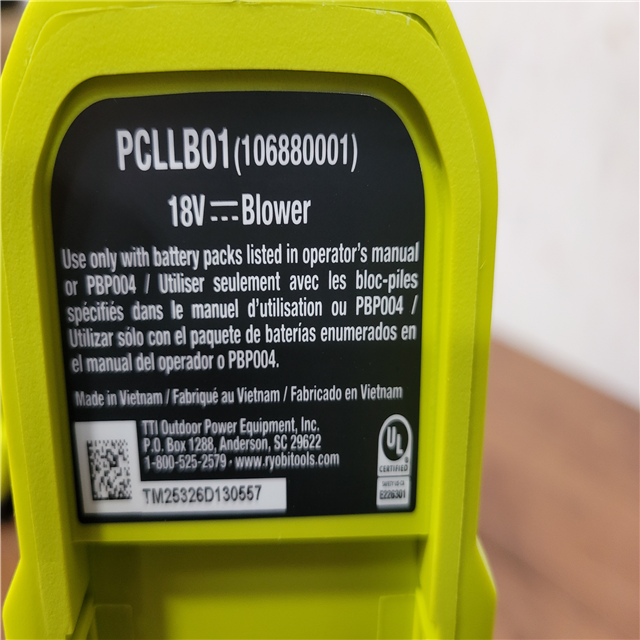 PCLLB01(106880001)
18V⎓Blower
Use only with battery packs listed in operator's manual
or PBP004 / Utiliser seulement avec les bloc-piles
spécifiés dans le manuel d'utilisation ou PBP004 /
Utilizar sólo con el paquete de baterías enumerados en
el manual del operador o PBP004.
Made in Vietnam / Fabriqué au Vietnam / Fabricado en Vietnam
TTI Outdoor Power Equipment, Inc.
P.O. Box 1288, Anderson, SC 29622
1-800-525-2579 · www.ryobitools.com
TM25326D130557
UL
CERTIFIED
E226301